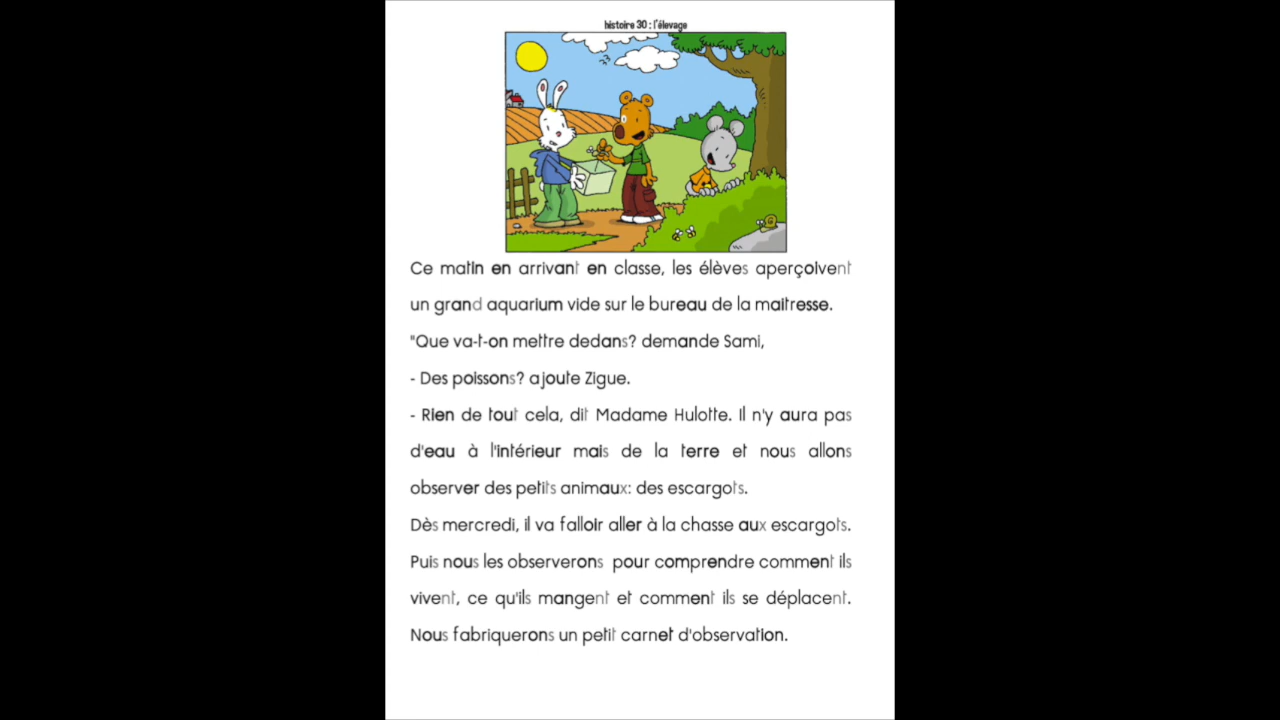 histoire 30 : l'élevage
Ce matin en arrivant en classe, les élèves aperçoivent
un grand aquarium vide sur le bureau de la maitresse.
"Que va-t-on mettre dedans? demande Sami,
- Des poissons? ajoute Zigue.
- Rien de tout cela, dit Madame Hulotte. Il n'y aura pas
d'eau à l'intérieur mais de la terre et nous allons
observer des petits animaux: des escargots.
Dès mercredi, il va falloir aller à la chasse aux escargots.
Puis nous les observerons pour comprendre comment ils
vivent, ce qu'ils mangent et comment ils se déplacent.
Nous fabriquerons un petit carnet d'observation.